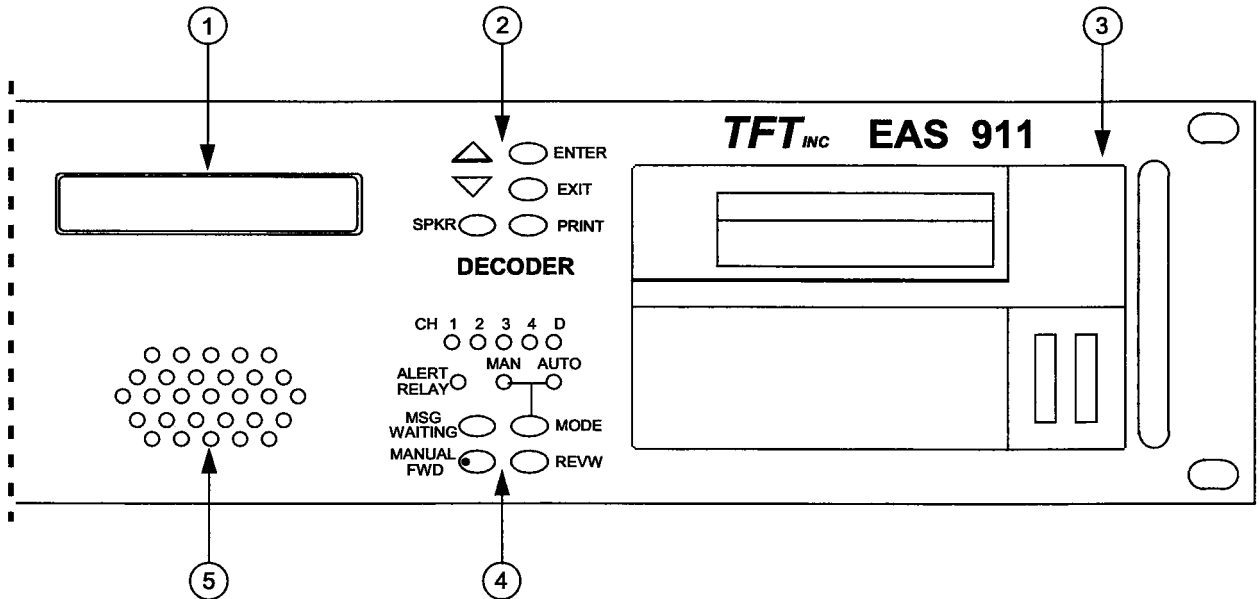 1 2 3
TFT INC EAS 911
ENTER
EXIT
SPKR PRINT
DECODER
CH 1 2 3 4 D
MAN AUTO
ALERT RELAY
MSG WAITING
MODE
MANUAL FWD
REVW
5 4